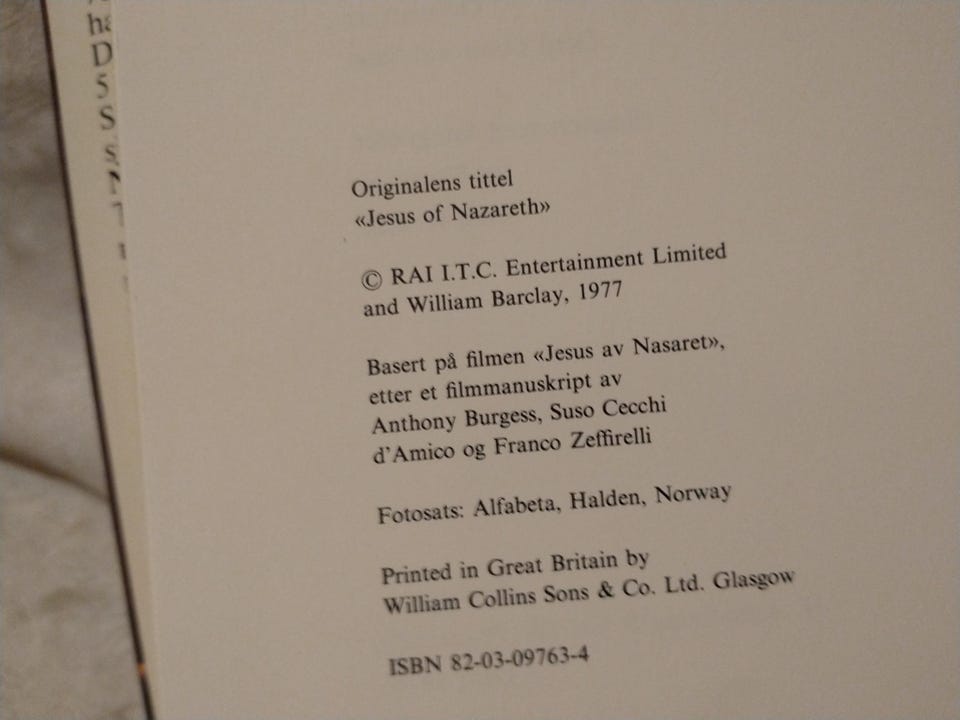 Originalens tittel
«Jesus of Nazareth»
© RAI I.T.C. Entertainment Limited
and William Barclay, 1977
Basert på filmen «Jesus av Nasaret»,
etter et filmmanuskript av
Anthony Burgess, Suso Cecchi
d'Amico og Franco Zeffirelli
Fotosats: Alfabeta, Halden, Norway
Printed in Great Britain by
William Collins Sons & Co. Ltd. Glasgow
ISBN 82-03-09763-4